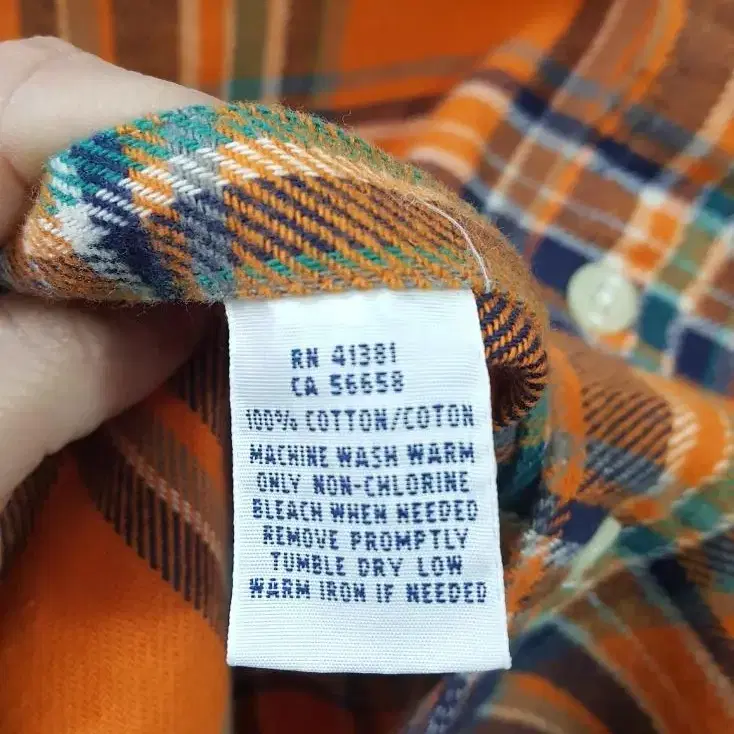 RN 41381
CA 56658
100% COTTON/COTON
MACHINE WASH WARM
ONLY NON-CHLORINE
BLEACH WHEN NEEDED
REMOVE PROMPTLY
TUMBLE DRY LOW
WARM IRON IF NEEDED